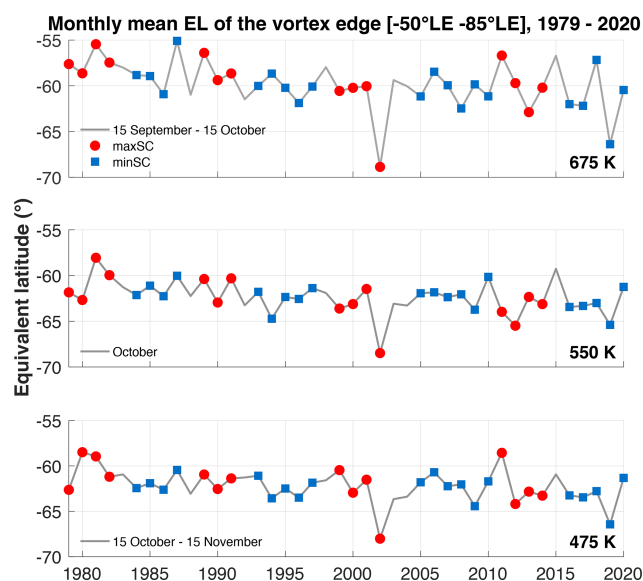 Monthly mean EL of the vortex edge [-50°LE -85°LE], 1979 - 2020
-55
-60
-65
-70
15 September - 15 October
maxSC
minSC
675 K
Equivalent latitude (°)
-55
-60
-65
-70
October
550 K
-55
-60
-65
-70
15 October - 15 November
475 K
1980 1985 1990 1995 2000 2005 2010 2015 2020